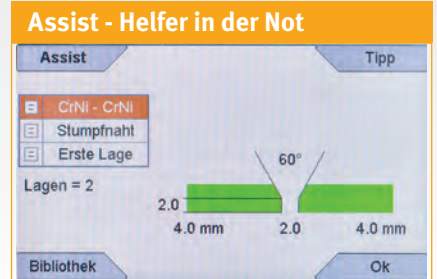 Assist - Helfer in der Not
Assist
Tipp
CrNi - CrNi
Stumpfnaht
Erste Lage
Lagen = 2
60°
2.0
4.0 mm
2.0
4.0 mm
Bibliothek
Ok